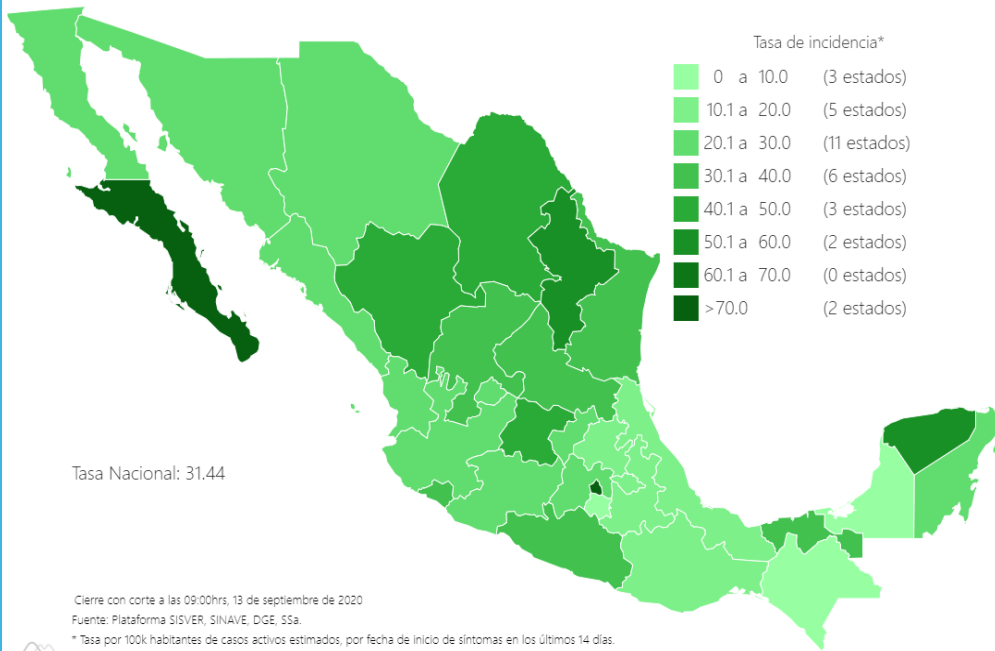 Tasa de incidencia*
0 a 10.0 (3 estados)
10.1 a 20.0 (5 estados)
20.1 a 30.0 (11 estados)
30.1 a 40.0 (6 estados)
40.1 a 50.0 (3 estados)
50.1 a 60.0 (2 estados)
60.1 a 70.0 (0 estados)
>70.0 (2 estados)
Tasa Nacional: 31.44
Cierre con corte a las 09:00hrs, 13 de septiembre de 2020
Fuente: Plataforma SISVER, SINAVE, DGE, SSa.
* Tasa por 100k habitantes de casos activos estimados, por fecha de inicio de síntomas en los últimos 14 días.